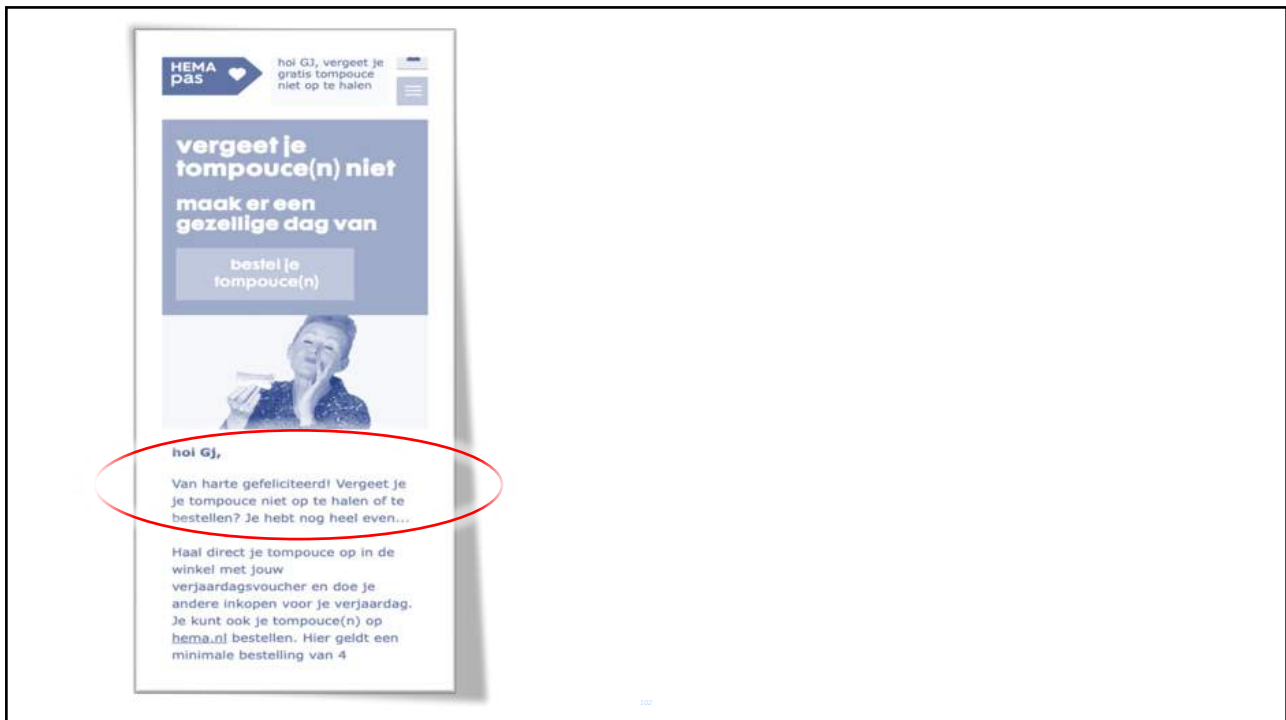 HEMA
pas
hoi GJ, vergeet je
gratis tompouce
niet op te halen
vergeet je
tompouce(n) niet
maak er een
gezellige dag van
bestel je
tompouce(n)
hoi Gj,
Van harte gefeliciteerd! Vergeet je
je tompouce niet op te halen of te
bestellen? Je hebt nog heel even...
Haal direct je tompouce op in de
winkel met jouw
verjaardagsvoucher en doe je
andere inkopen voor je verjaardag.
Je kunt ook je tompouce(n) op
hema.nl bestellen. Hier geldt een
minimale bestelling van 4
102